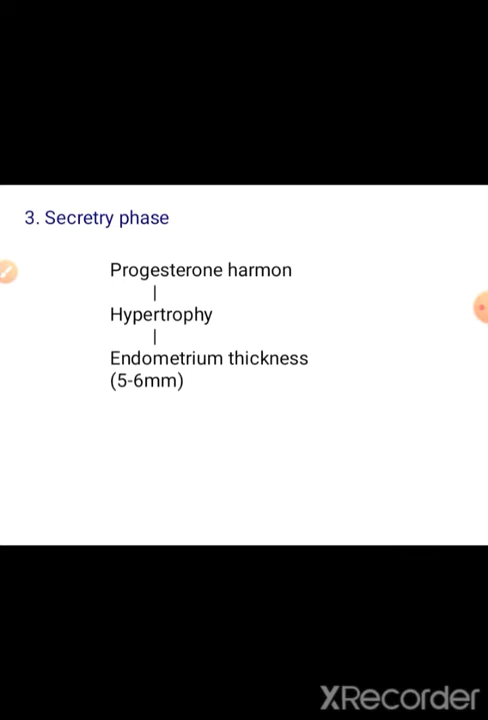 3. Secretry phase
Progesterone harmon
|
Hypertrophy
|
Endometrium thickness
(5-6mm)
XRecorder